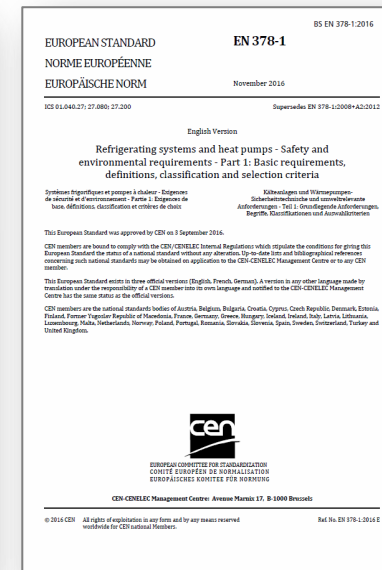 BS EN 378-1:2016
EUROPEAN STANDARD
EN 378-1
NORME EUROPÉENNE
EUROPÄISCHE NORM
November 2016
ICS 01.040.27; 27.080; 27.200
Supersedes EN 378-1:2008+A2:2012
English Version
Refrigerating systems and heat pumps - Safety and
environmental requirements - Part 1: Basic requirements,
definitions, classification and selection criteria
Systèmes frigorifiques et pompes à chaleur - Exigences
de sécurité et d'environnement - Partie 1: Exigences de
base, définitions, classification et critères de choix
Kälteanlagen und Wärmepumpen-
Sicherheitstechnische und umweltrelevante
Anforderungen - Teil 1: Grundlegende Anforderungen,
Begriffe, Klassifikationen und Auswahlkriterien
This European Standard was approved by CEN on 3 September 2016.
CEN members are bound to comply with the CEN/CENELEC Internal Regulations which stipulate the conditions for giving this
European Standard the status of a national standard without any alteration. Up-to-date lists and bibliographical references
concerning such national standards may be obtained on application to the CEN-CENELEC Management Centre or to any CEN
member.
This European Standard exists in three official versions (English, French, German). A version in any other language made by
translation under the responsibility of a CEN member into its own language and notified to the CEN-CENELEC Management
Centre has the same status as the official versions.
CEN members are the national standards bodies of Austria, Belgium, Bulgaria, Croatia, Cyprus, Czech Republic, Denmark, Estonia,
Finland, Former Yugoslav Republic of Macedonia, France, Germany, Greece, Hungary, Iceland, Ireland, Italy, Latvia, Lithuania,
Luxembourg, Malta, Netherlands, Norway, Poland, Portugal, Romania, Slovakia, Slovenia, Spain, Sweden, Switzerland, Turkey and
United Kingdom.
cen
EUROPEAN COMMITTEE FOR STANDARDIZATION
COMITÉ EUROPÉEN DE NORMALISATION
EUROPÄISCHES KOMITEE FÜR NORMUNG
CEN-CENELEC Management Centre: Avenue Marnix 17, B-1000 Brussels
© 2016 CEN All rights of exploitation in any form and by any means reserved
worldwide for CEN national Members.
Ref. No. EN 378-1:2016 E